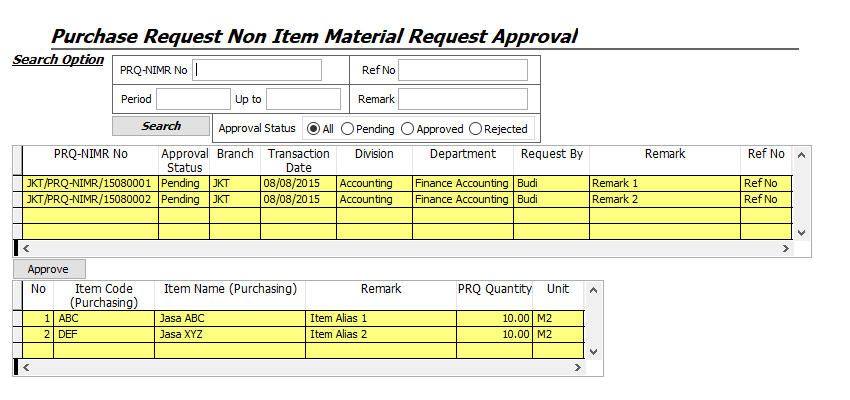 Purchase Request Non Item Material Request Approval
Search Option
PRQ-NIMR No Ref No
Period Up to Remark
Search Approval Status All Pending Approved Rejected
PRQ-NIMR No Approval Status Branch Transaction Date Division Department Request By Remark Ref No
JKT/PRQ-NIMR/15080001 Pending JKT 08/08/2015 Accounting Finance Accounting Budi Remark 1 Ref No
JKT/PRQ-NIMR/15080002 Pending JKT 08/08/2015 Accounting Finance Accounting Budi Remark 2 Ref No
Approve
No Item Code (Purchasing) Item Name (Purchasing) Remark PRQ Quantity Unit
1 ABC Jasa ABC Item Alias 1 10.00 M2
2 DEF Jasa XYZ Item Alias 2 10.00 M2